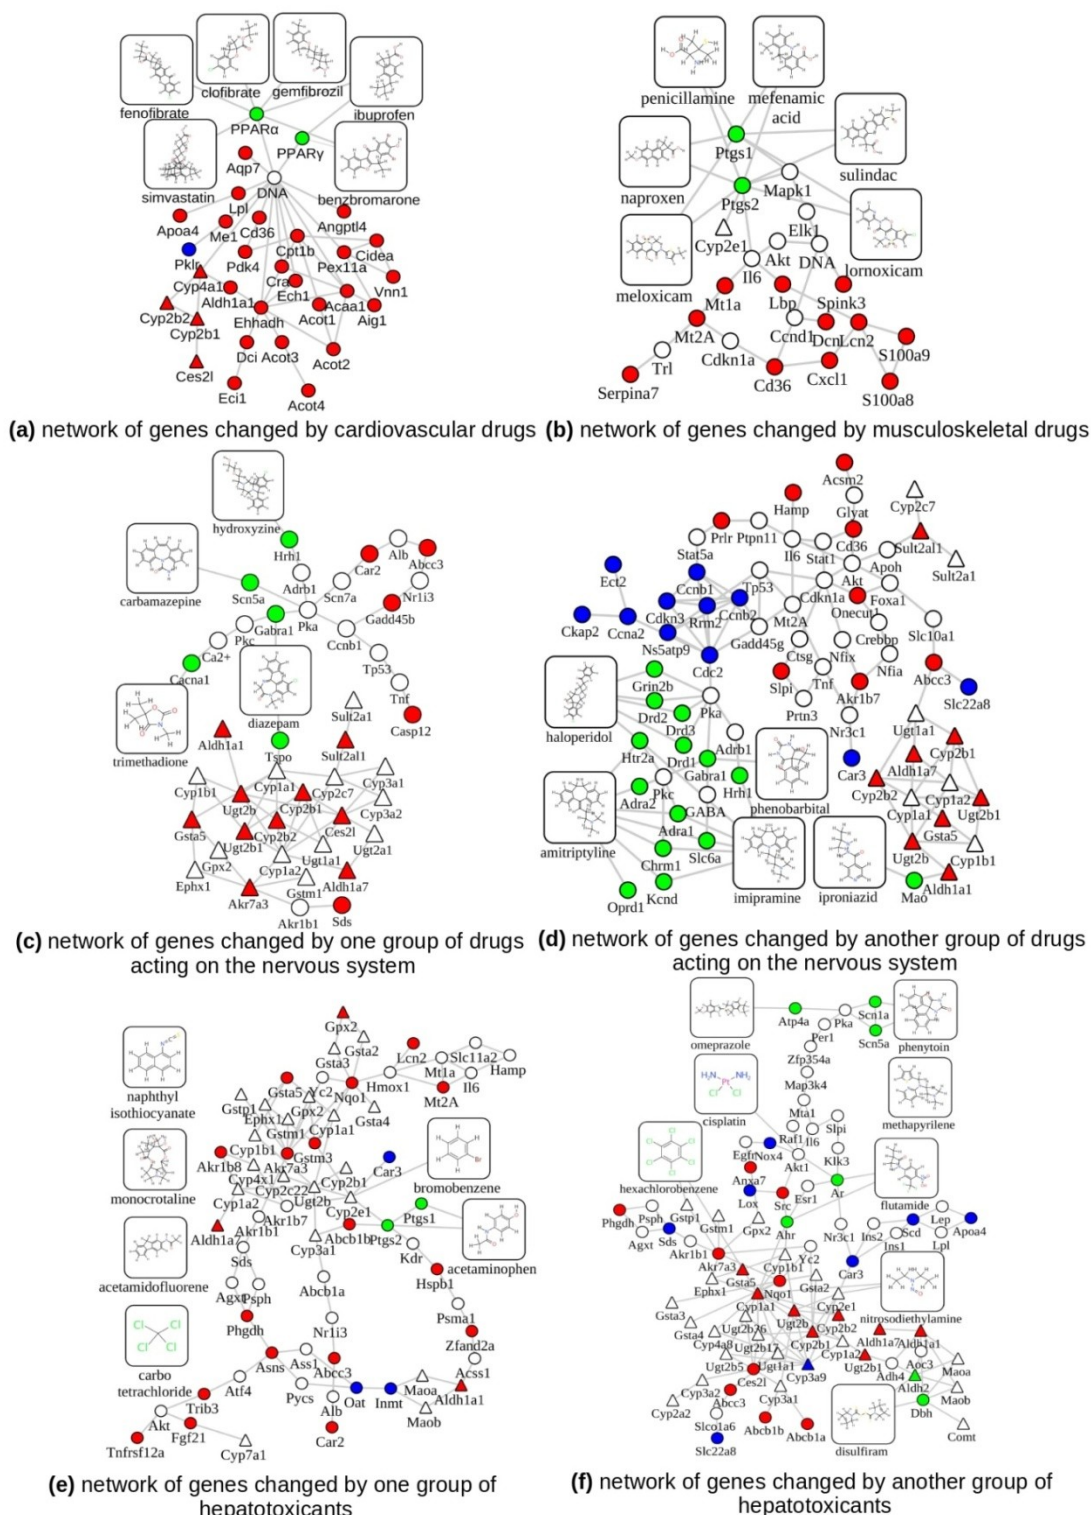 clofibrate gemfibrozil
fenofibrate
ibuprofen
PPARα
PPARγ
Aqp7
simvastatin
DNA
benzbromarone
Lpl
Apoa4
Me1 Cd36
Angptl4
Pklr
Pdk4
Cpt1b
Cidea
Pex11a
Cyp4a1
Aldh1a1
Ech1
Vnn1
Cyp2b2
Cyp2b1
Ehhadh
Acot1
Acaa1
Aig1
Dci Acot3
Acot2
Ces2l
Eci1
Acot4
(a) network of genes changed by cardiovascular drugs
penicillamine
mefenamic
acid
Ptgs1
naproxen
Ptgs2
Mapk1
sulindac
Cyp2e1
Elk1
Akt
DNA
Il6
lornoxicam
meloxicam
Mt1a
Lbp
Spink3
Mt2A
Ccnd1
Dcn
Lcn2
Cdkn1a
S100a9
Trl
Serpina7
Cd36
Cxcl1
S100a8
(b) network of genes changed by musculoskeletal drugs
hydroxyzine
Hrh1
Alb
Abcc3
Car2
carbamazepine
Adrb1
Scn7a
Nr1i3
Scn5a
Gabra1
Pka
Gadd45b
Pkc
Ccnb1
Ca2+
Tp53
Cacna1
Tnf
Casp12
diazepam
Sult2a1
trimethadione
Aldh1a1
Tspo
Sult2al1
Cyp1b1
Cyp1a1
Cyp2c7
Cyp3a1
Ugt2b
Cyp2b1
Cyp3a2
Gsta5
Ugt2b1
Cyp2b2
Ces2l
Ugt1a1
Ugt2a1
Gpx2
Cyp1a2
Ephx1
Gstm1
Aldh1a7
Akr7a3
Akr1b1
Sds
(c) network of genes changed by one group of drugs
acting on the nervous system
Acsm2
Hamp
Glyat
Cyp2c7
Prlr
Ptpn11
Cd36
Stat5a
Il6
Stat1
Sult2al1
Apoh
Sult2a1
Ect2
Ccnb1
Tp53
Akt
Cdkn1a
Foxa1
Onecut1
Cdkn3
Rrm2
Ccnb2
Mt2A
Ckap2
Ccna2
Crebbp
Slc10a1
Ns5atp9
Gadd45g
Ctsg
Nfix
Cdc2
Nfia
Abcc3
Slpi
Tnf
Akr1b7
Grin2b
Pka
Prtn3
Slc22a8
Drd2
Drd3
Adrb1
Nr3c1
Ugt1a1
haloperidol
Drd1
Cyp2b1
Htr2a
Gabra1
Car3
Aldh1a7
Pkc
Hrh1
phenobarbital
Cyp2b2
Cyp1a2
Adra2
GABA
Cyp1a1
Ugt2b1
Adra1
Gsta5
Slc6a
Ugt2b
Cyp1b1
amitriptyline
Chrm1
imipramine
iproniazid
Mao
Aldh1a1
Oprd1
Kcnd
(d) network of genes changed by another group of drugs
acting on the nervous system
Gpx2
Gsta2
Gsta3
Lcn2
Slc11a2
Mt1a
Hamp
naphthyl
isothiocyanate
Gsta5
Yc2
Nqo1
Hmox1
Il6
Mt2A
Gstp1
Gpx2
Gsta4
Ephx1
Gstm1
Cyp1a1
Cyp1b1
Gstm3
Akr1b8
Akr7a3
Car3
Cyp4x1
Cyp2b1
monocrotaline
Cyp2c22
Ugt2b
bromobenzene
Cyp1a2
Cyp2e1
Ptgs1
Akr1b7
Aldh1a
Akr1b1
Abcb1b
Ptgs2
Cyp3a1
Kdr
acetaminophen
Sds
Hspb1
acetamidofluorene
Agxt
Psph
Abcb1a
Psma1
Phgdh
Nr1i3
Zfand2a
Asns
Ass1
Abcc3
Acss1
carbo
tetrachloride
Atf4
Pycs
Oat
Inmt
Maoa
Aldh1a1
Trib3
Alb
Maob
Akt
Fgf21
Car2
Tnfrsf12a
Cyp7a1
(e) network of genes changed by one group of
hepatotoxicants
Cl
Cl
Cl
Cl
Scn1a
Atp4a
Pka
omeprazole
Per1
Scn5a
phenytoin
Zfp354a
H₂N
NH₂
Pt
Cl
Cl
Map3k4
cisplatin
Mta1
Slpi
methapyrilene
Raf1
Il6
Egfr
Nox4
Klk3
Akt1
hexachlorobenzene
Anxa7
Ar
Lox
Src
Esr1
flutamide
Phgdh
Psph
Gstp1
Gstm1
Ahr
Nr3c1
Lep
Apoa4
Agxt
Sds
Gpx2
Ins2
Scd
Ins1
Lpl
Akr1b1
Cyp1b1
Yc2
Akr7a3
Car3
Ephx1
Gsta5
Nqo1
Gsta2
Cyp1a1
Cyp2e1
nitrosodiethylamine
Gsta3
Ugt2b
Gsta4
Ugt2b36
Cyp2b2
Cyp4a8
Cyp2b1
Aldh1a7
Aldh1a1
Ugt2b17
Cyp1a2
Ugt2b5
Ugt1a1
Ugt2b1
Aoc3
Maoa
Ces2l
Cyp3a9
Adh4
Aldh2
Cyp3a2
Abcc3
Cyp3a1
Maob
Cyp2a2
Dbh
Slco1a6
Abcb1b
Abcb1a
Comt
Slc22a8
disulfiram
(f) network of genes changed by another group of
hepatotoxicants